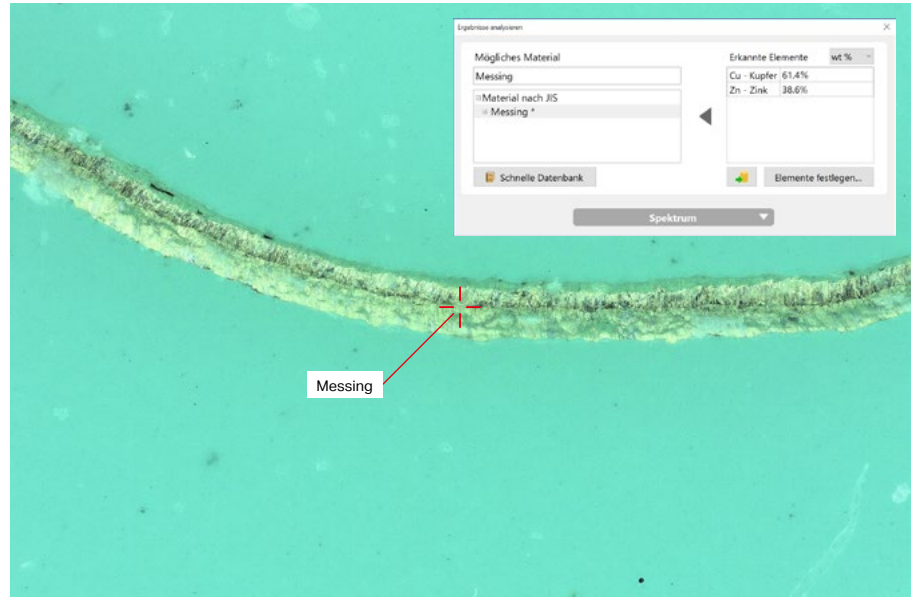 Ergebnisse analysieren
Mögliches Material
Messing
Material nach JIS
Messing *
Schnelle Datenbank
Erkannte Elemente wt %
Cu - Kupfer 61,4%
Zn - Zink 38,6%
Elemente festlegen...
Spektrum
Messing